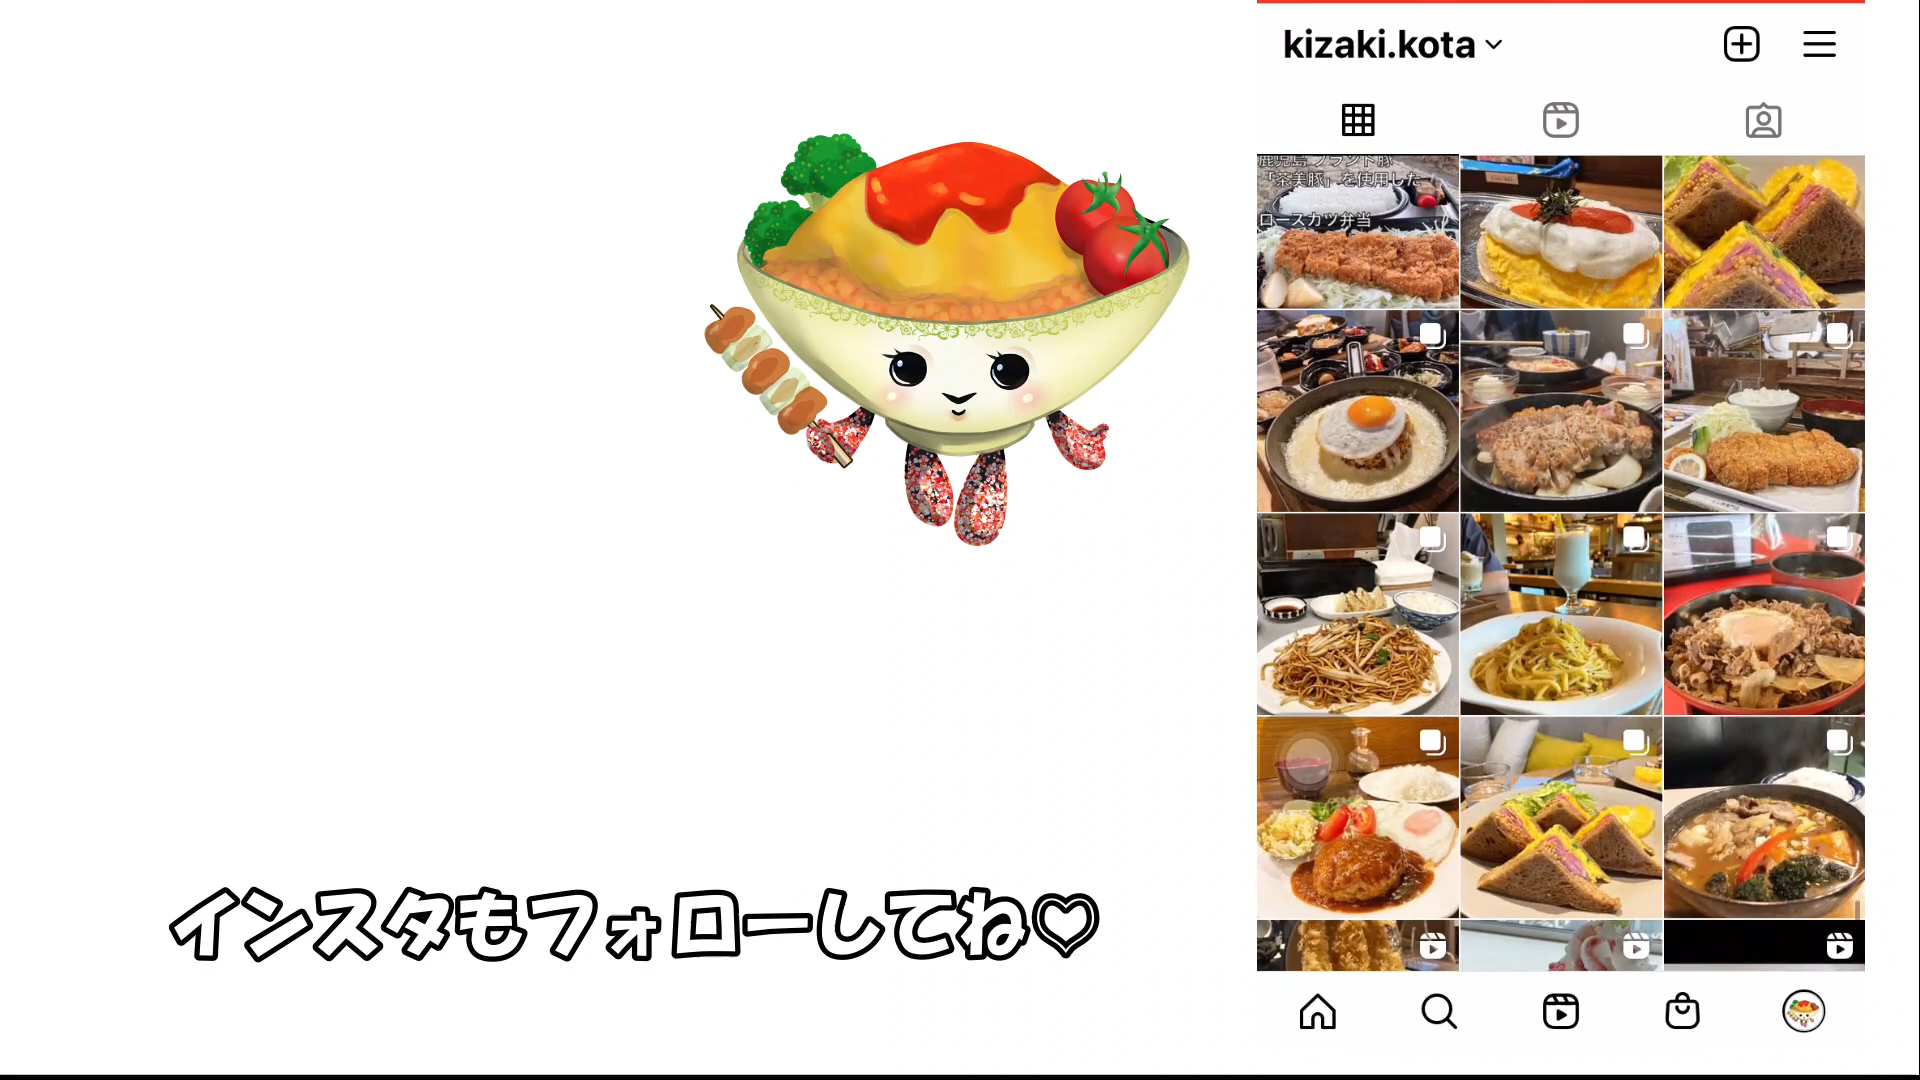 kizaki.kota
鹿児島 ブランド豚
「茶美豚」を使用した
ロースカツ弁当
インスタもフォローしてね♡